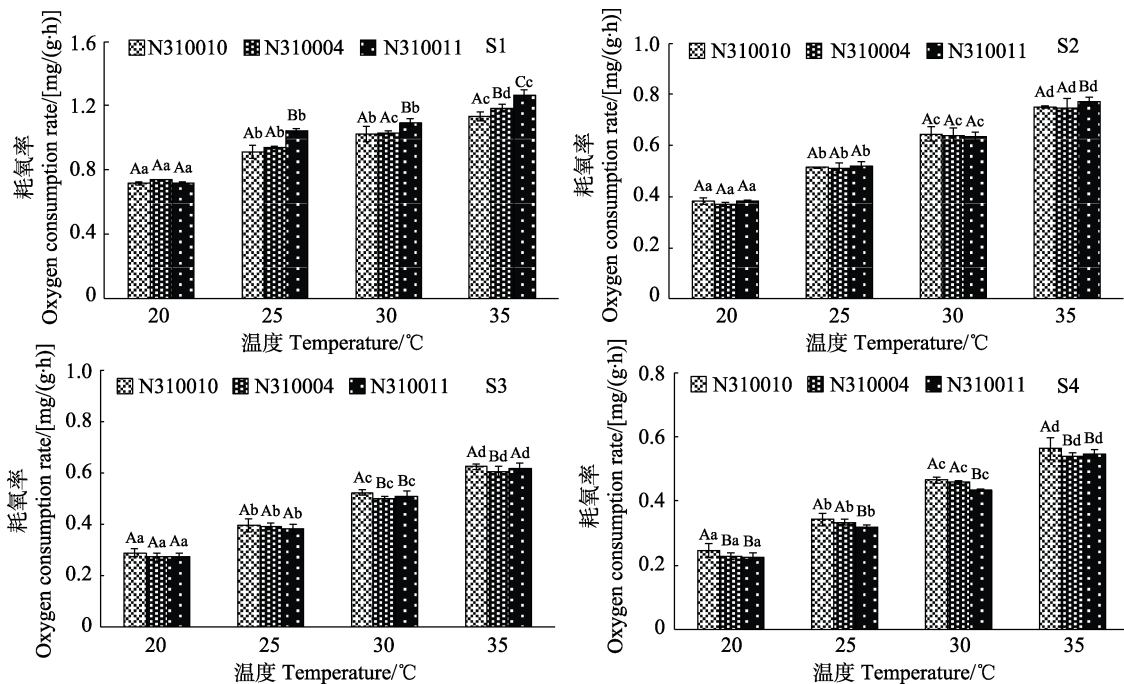 耗氧率
Oxygen consumption rate/[mg/(g·h)]
1.6
1.2
0.8
0.4
0
N310010 N310004 N310011 S1
Aa Aa Aa
Ab Ab Bb
Ab Ac Bb
Ac Bd Cc
20 25 30 35
温度 Temperature/℃
耗氧率
Oxygen consumption rate/[mg/(g·h)]
1.0
0.8
0.6
0.4
0.2
0
N310010 N310004 N310011 S2
Aa Aa Aa
Ab Ab Ab
Ac Ac Ac
Ad Ad Bd
20 25 30 35
温度 Temperature/℃
耗氧率
Oxygen consumption rate/[mg/(g·h)]
1.0
0.8
0.6
0.4
0.2
0
N310010 N310004 N310011 S3
Aa Aa Aa
Ab Ab Ab
Ac Bc Bc
Ad Bd Ad
20 25 30 35
温度 Temperature/℃
耗氧率
Oxygen consumption rate/[mg/(g·h)]
0.8
0.6
0.4
0.2
0
N310010 N310004 N310011 S4
Aa Ba Ba
Ab Ab Bb
Ac Ac Bc
Ad Bd Bd
20 25 30 35
温度 Temperature/℃